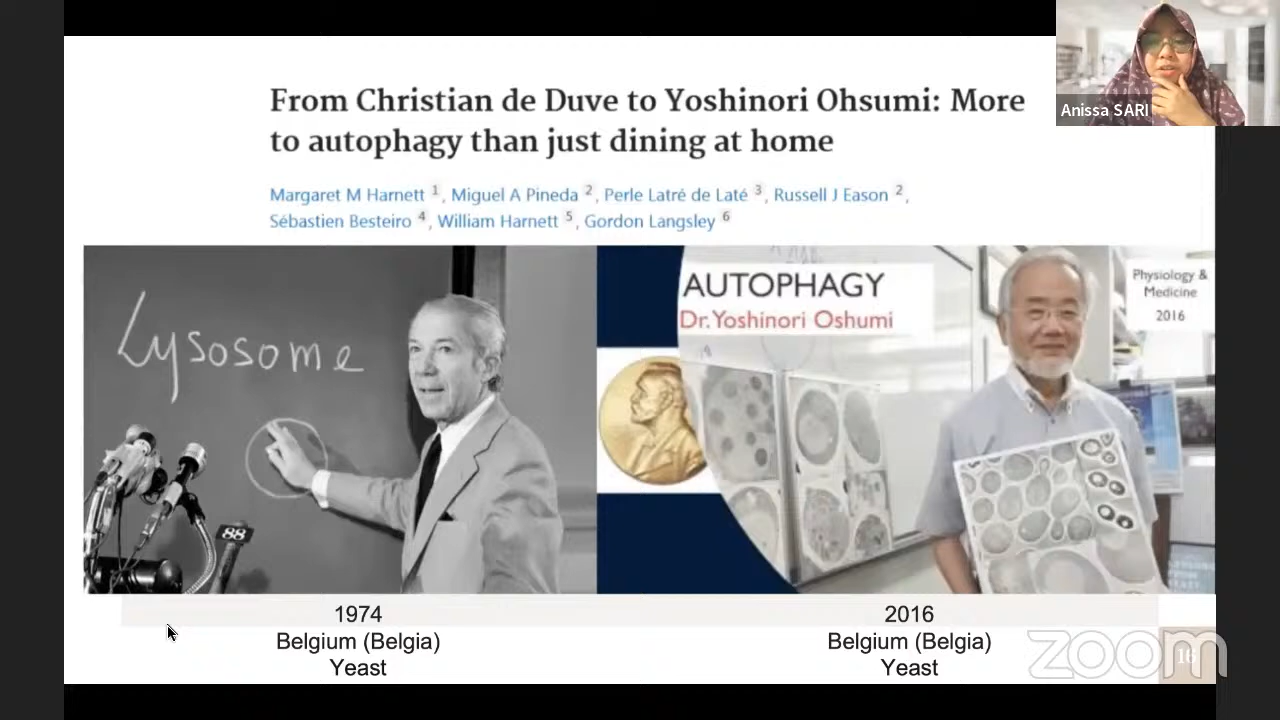 From Christian de Duve to Yoshinori Ohsumi: More
to autophagy than just dining at home
Margaret M Harnett 1, Miguel A Pineda 2, Perle Latré de Laté 3, Russell J Eason 2,
Sébastien Besteiro 4, William Harnett 5, Gordon Langsley 6
Anissa SARI
Lysosome
88
AUTOPHAGY
Dr. Yoshinori Oshumi
Physiology &
Medicine
2016
1974
Belgium (Belgia)
Yeast
2016
Belgium (Belgia)
Yeast
zoom
16